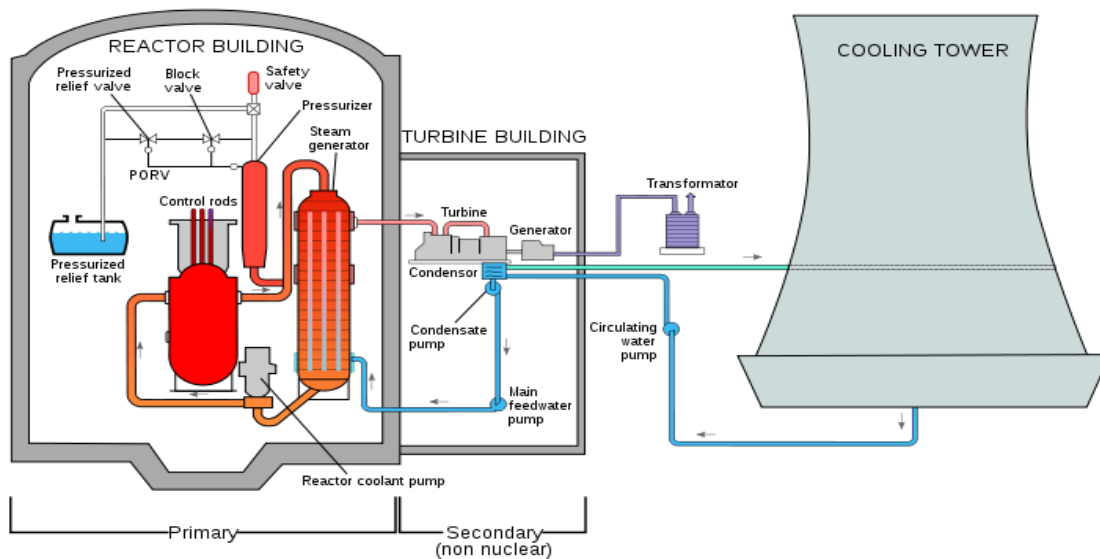 REACTOR BUILDING
COOLING TOWER
Pressurized
relief valve
Block
valve
Safety
valve
Pressurizer
Steam
generator
TURBINE BUILDING
PORV
Control rods
Transformator
Turbine
Generator
Pressurized
relief tank
Condensor
Condensate
pump
Circulating
water
pump
Main
feedwater
pump
Reactor coolant pump
Primary
Secondary
(non nuclear)